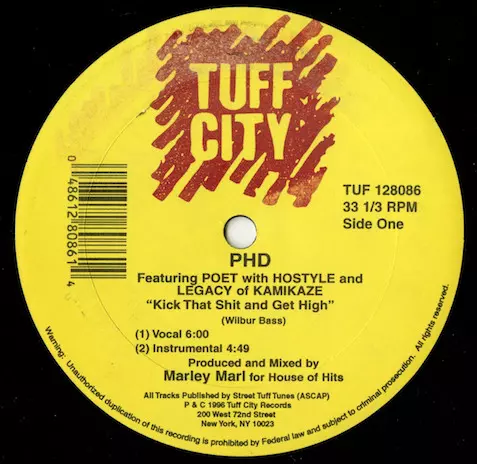 TUFF
CITY
TUF 128086
33 1/3 RPM
Side One
0 48612 80861 4
PHD
Featuring POET with HOSTYLE and
LEGACY of KAMIKAZE
“Kick That Shit and Get High”
(Wilbur Bass)
(1) Vocal 6:00
(2) Instrumental 4:49
Produced and Mixed by
Marley Marl for House of Hits
All Tracks Published by Street Tuff Tunes (ASCAP)
P & C 1996 Tuff City Records
200 West 72nd Street
New York, NY 10023
Warning: Unauthorized duplication of this recording is prohibited by Federal law and subject to criminal prosecution. All rights reserved.